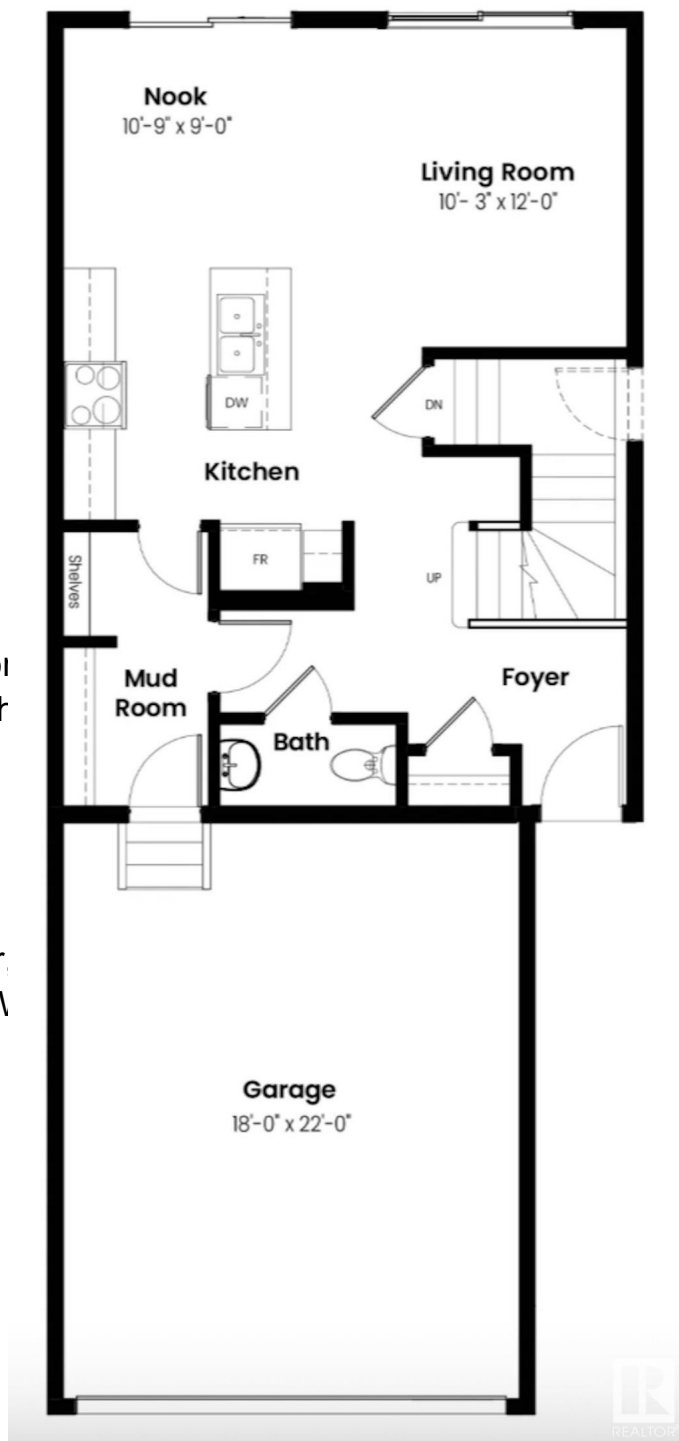 Nook
10'-9" x 9'-0"
Living Room
10'- 3" x 12'-0"
DW
DN
Kitchen
FR
Shelves
UP
Mud
Room
Foyer
Bath
Garage
18'-0" x 22'-0"
R
REALTOR